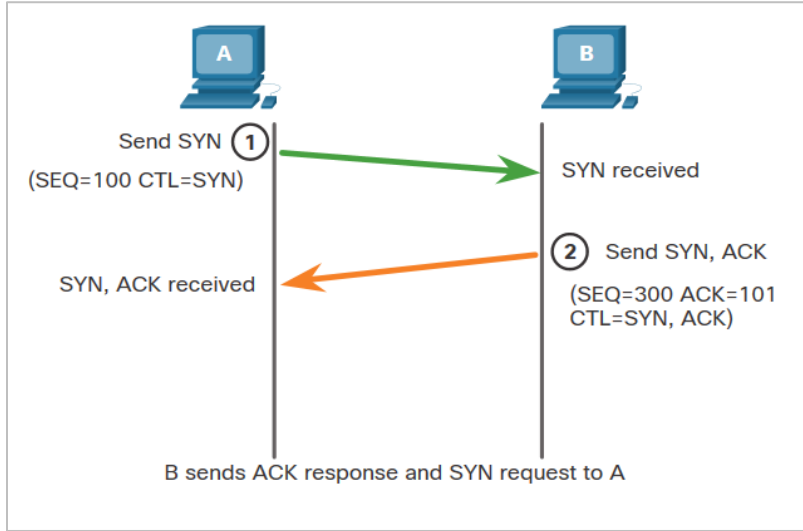 A
B
Send SYN 1
(SEQ=100 CTL=SYN)
SYN received
2 Send SYN, ACK
SYN, ACK received
(SEQ=300 ACK=101
CTL=SYN, ACK)
B sends ACK response and SYN request to A